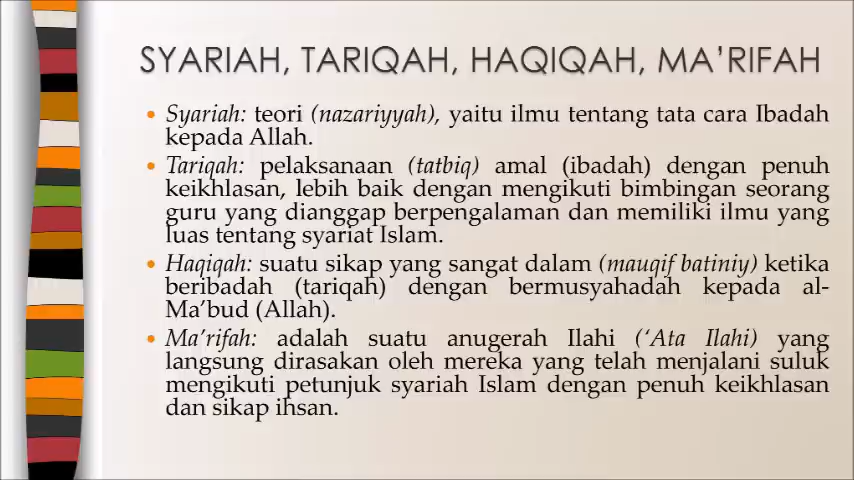 SYARIAH, TARIQAH, HAQIQAH, MA’RIFAH
• Syariah: teori (nazariyyah), yaitu ilmu tentang tata cara Ibadah
kepada Allah.
• Tariqah: pelaksanaan (tatbiq) amal (ibadah) dengan penuh
keikhlasan, lebih baik dengan mengikuti bimbingan seorang
guru yang dianggap berpengalaman dan memiliki ilmu yang
luas tentang syariat Islam.
• Haqiqah: suatu sikap yang sangat dalam (mauqif batiniy) ketika
beribadah (tariqah) dengan bermusyahadah kepada al-
Ma’bud (Allah).
• Ma’rifah: adalah suatu anugerah Ilahi (‘Ata Ilahi) yang
langsung dirasakan oleh mereka yang telah menjalani suluk
mengikuti petunjuk syariah Islam dengan penuh keikhlasan
dan sikap ihsan.